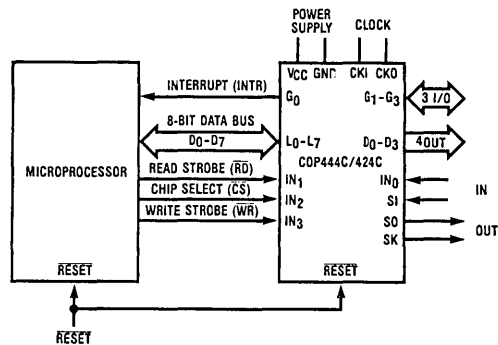 POWER
SUPPLY CLOCK
VCC GND CKI CKO
INTERRUPT (INTR)
G0 G1-G3 3 I/O
8-BIT DATA BUS
D0-D7 L0-L7 D0-D3 4 OUT
COP444C/424C
MICROPROCESSOR
READ STROBE (RD) IN1 IN0 IN
CHIP SELECT (CS) IN2 SI
WRITE STROBE (WR) IN3 SO OUT
SK
RESET RESET
RESET